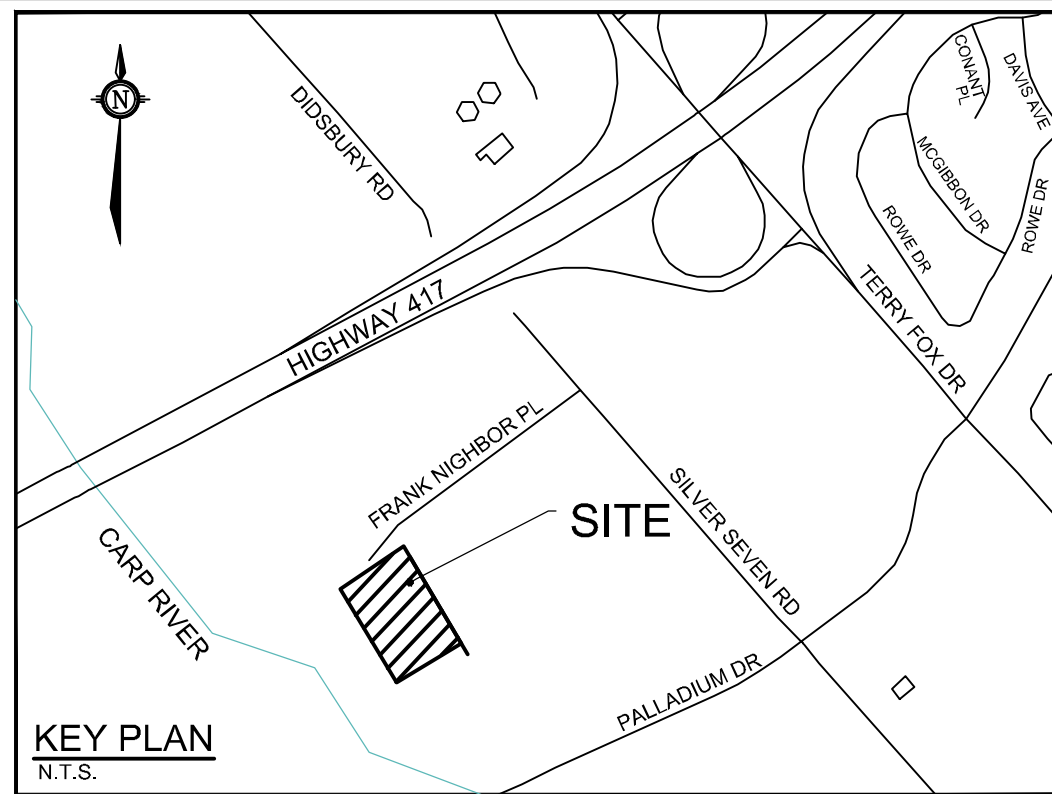 N
DIDSBURY RD
CONANT
PL
DAVIS AVE
MCGIBBON DR
ROWE DR
ROWE DR
TERRY FOX DR
HIGHWAY 417
FRANK NIGHBOR PL
SITE
SILVER SEVEN RD
CARP RIVER
PALLADIUM DR
KEY PLAN
N.T.S.